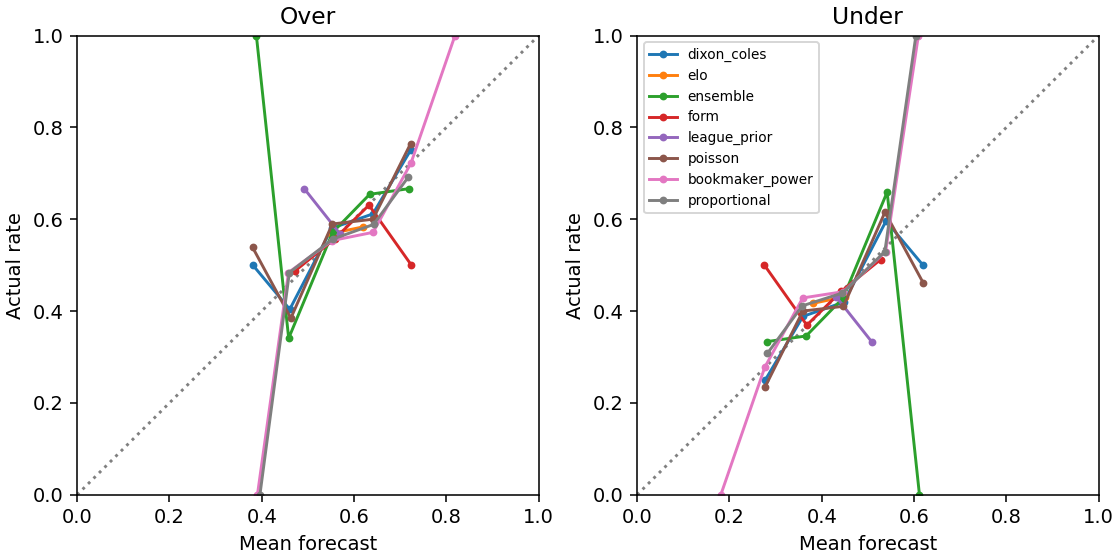 Over
Actual rate
1.0
0.8
0.6
0.4
0.2
0.0
0.0 0.2 0.4 0.6 0.8 1.0
Mean forecast
Under
Actual rate
1.0
0.8
0.6
0.4
0.2
0.0
dixon_coles
elo
ensemble
form
league_prior
poisson
bookmaker_power
proportional
0.0 0.2 0.4 0.6 0.8 1.0
Mean forecast